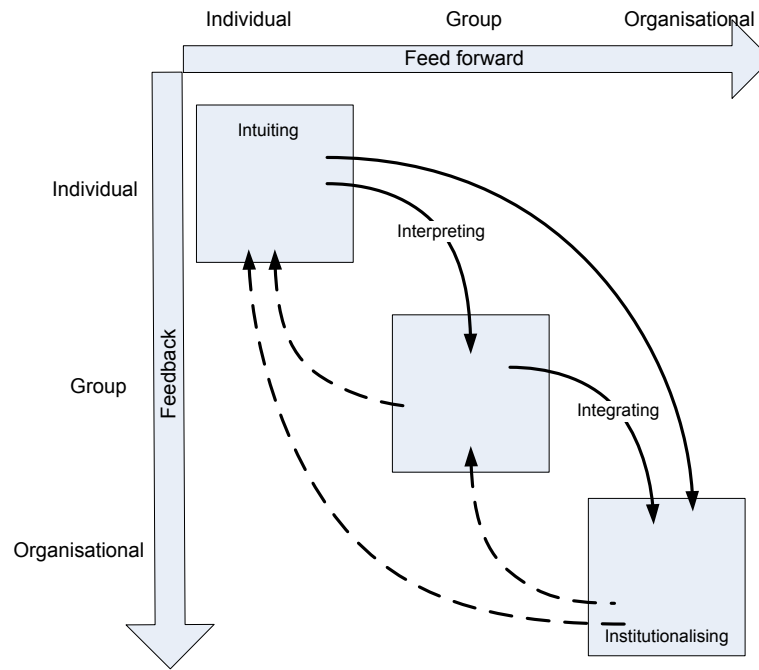 Individual
Group
Organisational
Feed forward
Intuiting
Individual
Interpreting
Feedback
Group
Integrating
Organisational
Institutionalising